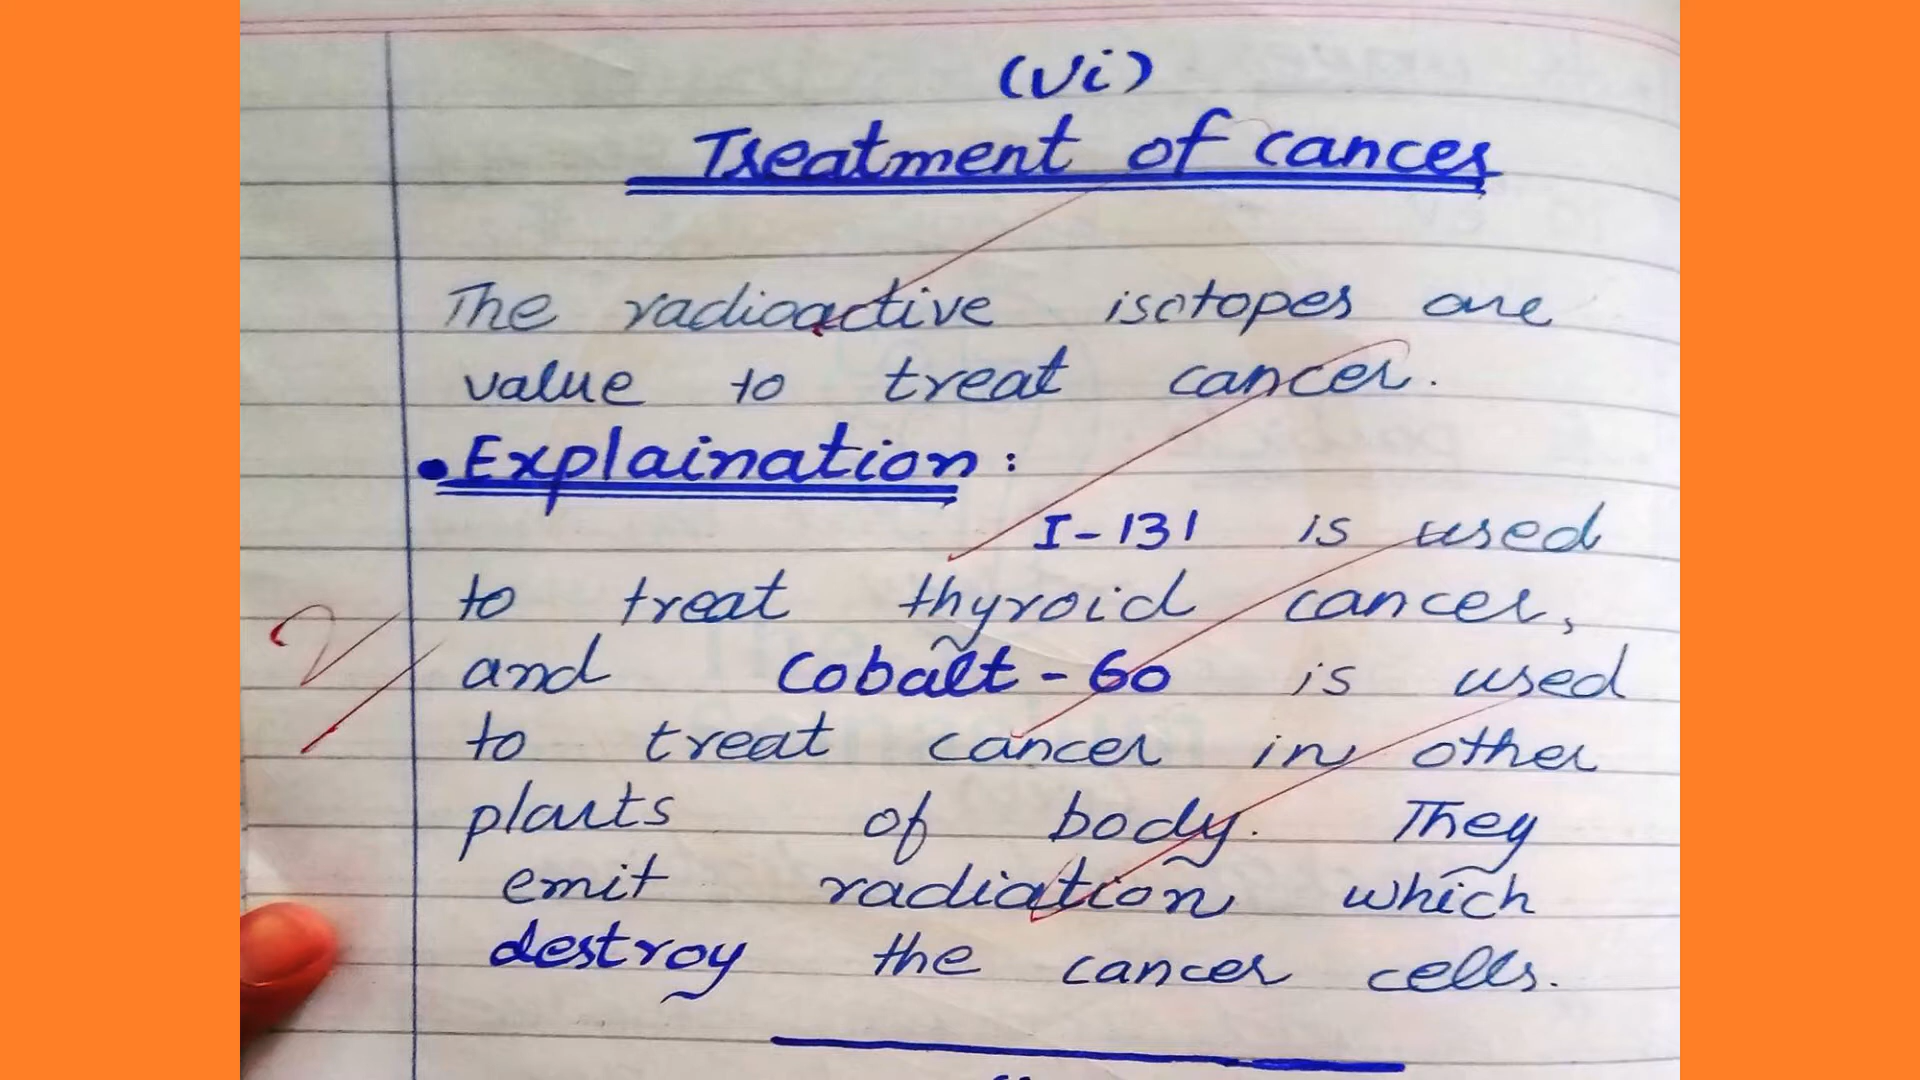 (vi)
Treatment of cancer
The radioactive isotopes are
value to treat cancer.
• Explaination :
I-131 is used
to treat thyroid cancer,
and Cobalt-60 is used
to treat cancer in other
plarts of body. They
emit radiation which
destroy the cancer cells.